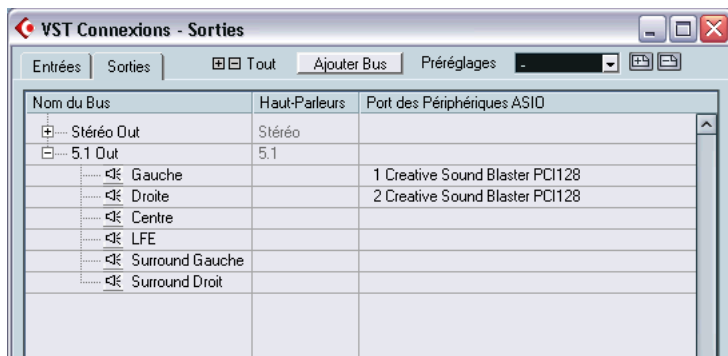 VST Connexions - Sorties
Entrées Sorties Tout Ajouter Bus Préréglages -
Nom du Bus Haut-Parleurs Port des Périphériques ASIO
Stéréo Out Stéréo
5.1 Out 5.1
Gauche 1 Creative Sound Blaster PCI128
Droite 2 Creative Sound Blaster PCI128
Centre
LFE
Surround Gauche
Surround Droit